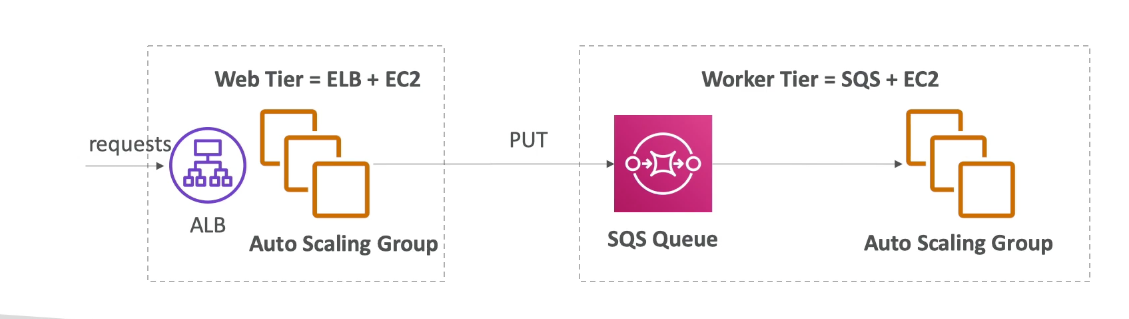 Web Tier = ELB + EC2
Worker Tier = SQS + EC2
requests
PUT
ALB
Auto Scaling Group
SQS Queue
Auto Scaling Group